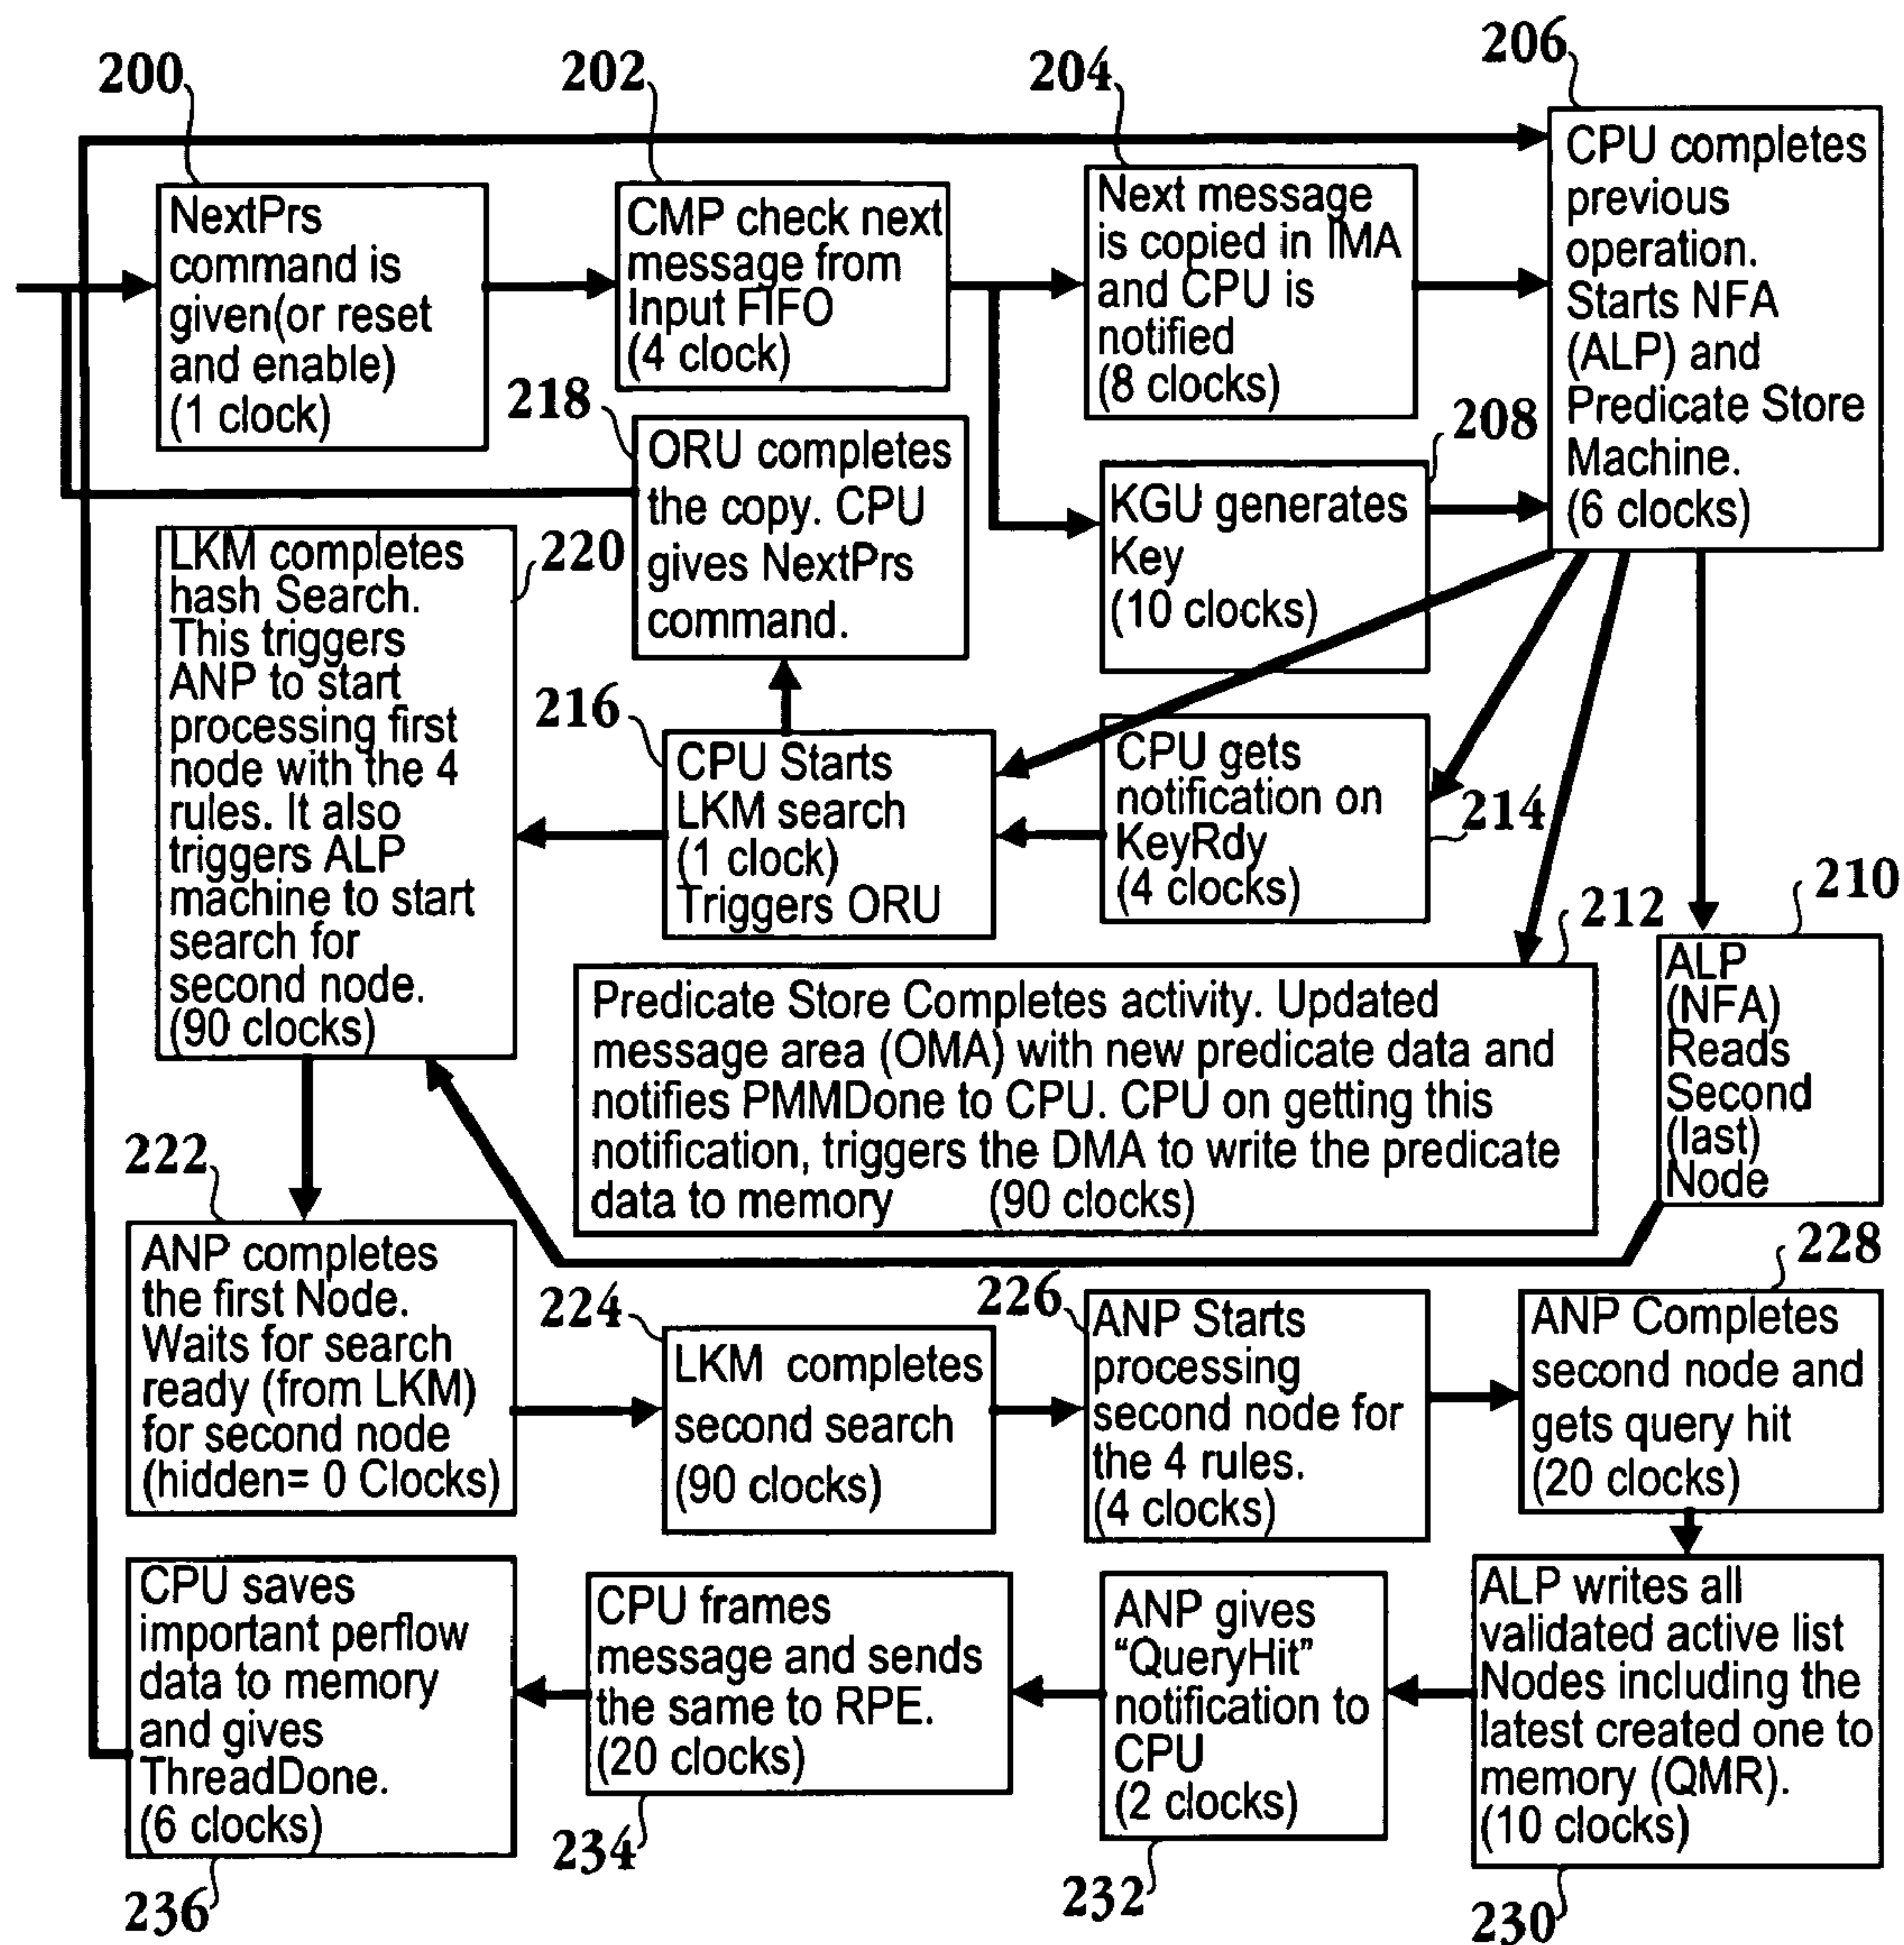 200
NextPrs
command is
given(or reset
and enable)
(1 clock)
202
CMP check next
message from
Input FIFO
(4 clock)
204
Next message
is copied in IMA
and CPU is
notified
(8 clocks)
206
CPU completes
previous
operation.
Starts NFA
(ALP) and
Predicate Store
Machine.
(6 clocks)
208
KGU generates
Key
(10 clocks)
218
ORU completes
the copy. CPU
gives NextPrs
command.
220
LKM completes
hash Search.
This triggers
ANP to start
processing first
node with the 4
rules. It also
triggers ALP
machine to start
search for
second node.
(90 clocks)
216
CPU Starts
LKM search
(1 clock)
Triggers ORU
214
CPU gets
notification on
KeyRdy
(4 clocks)
210
ALP
(NFA)
Reads
Second
(last)
Node
212
Predicate Store Completes activity. Updated
message area (OMA) with new predicate data and
notifies PMMDone to CPU. CPU on getting this
notification, triggers the DMA to write the predicate
data to memory (90 clocks)
222
ANP completes
the first Node.
Waits for search
ready (from LKM)
for second node
(hidden= 0 Clocks)
224
LKM completes
second search
(90 clocks)
226
ANP Starts
processing
second node for
the 4 rules.
(4 clocks)
228
ANP Completes
second node and
gets query hit
(20 clocks)
CPU saves
important perflow
data to memory
and gives
ThreadDone.
(6 clocks)
236
CPU frames
message and sends
the same to RPE.
(20 clocks)
234
ANP gives
“QueryHit”
notification to
CPU
(2 clocks)
232
ALP writes all
validated active list
Nodes including the
latest created one to
memory (QMR).
(10 clocks)
230